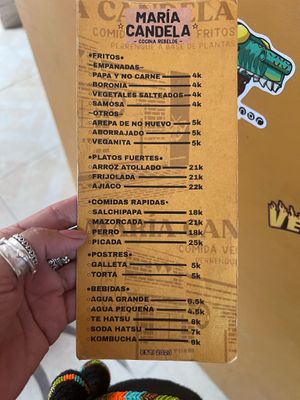 MARÍA
CANDELA
- COCINA REBELDE -
•FRITOS•
-EMPANADAS-
PAPA Y NO CARNE 4k
BORONIA 4k
VEGETALES SALTEADOS 4k
SAMOSA 4k
-OTROS-
AREPA DE NO HUEVO 5k
ABORRAJADO 5k
VEGANITA 5k
•PLATOS FUERTES•
ARROZ ATOLLADO 21k
FRIJOLADA 21k
AJIACO 22k
•COMIDAS RAPIDAS•
SALCHIPAPA 18k
MAZORCADA 21k
PERRO 18k
PICADA 25k
•POSTRES
GALLETA 5k
TORTA 5k
•BEBIDAS•
AGUA GRANDE 6.5k
AGUA PEQUEÑA 4.5k
TE HATSU 8k
SODA HATSU 7k
KOMBUCHA 9k